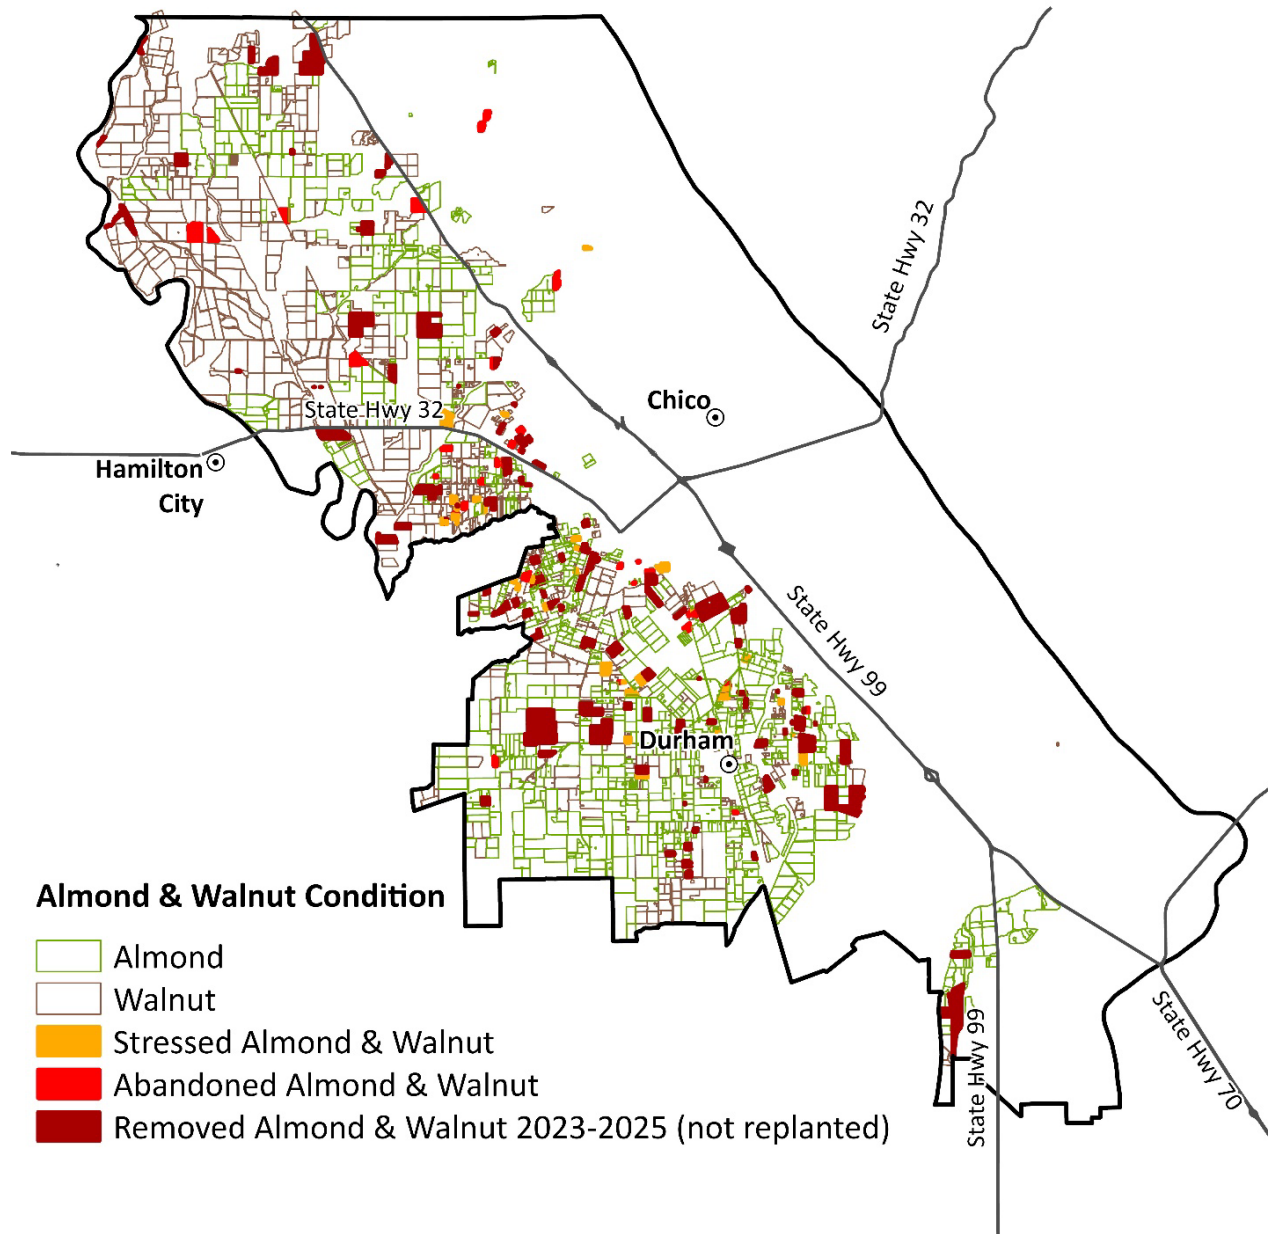 State Hwy 32
Chico
State Hwy 32
Hamilton
City
State Hwy 99
Durham
Almond & Walnut Condition
Almond
Walnut
Stressed Almond & Walnut
Abandoned Almond & Walnut
Removed Almond & Walnut 2023-2025 (not replanted)
State Hwy 99
State Hwy 70